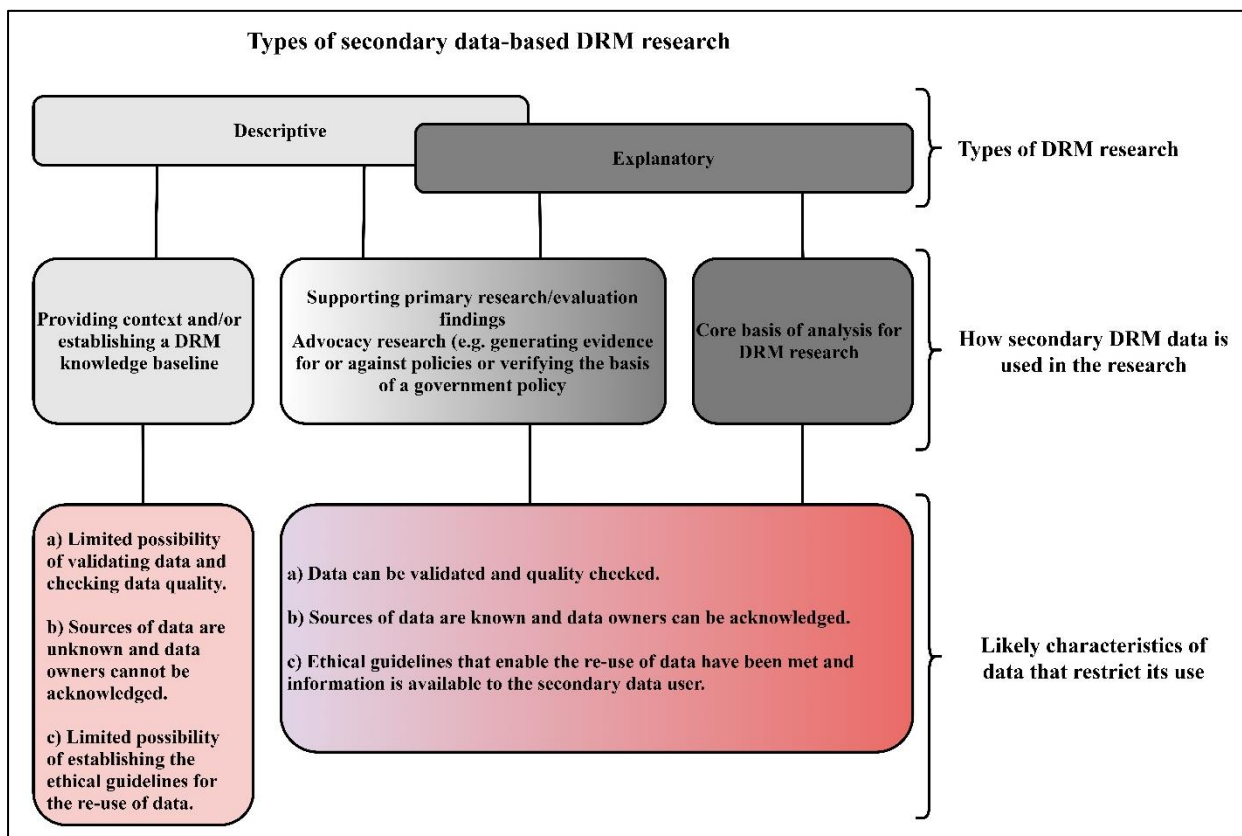 Types of secondary data-based DRM research
Descriptive
Explanatory
Types of DRM research
Providing context and/or
establishing a DRM
knowledge baseline
Supporting primary research/evaluation
findings
Advocacy research (e.g. generating evidence
for or against policies or verifying the basis
of a government policy
Core basis of analysis for
DRM research
How secondary DRM data is
used in the research
a) Limited possibility
of validating data and
checking data quality.
b) Sources of data are
unknown and data
owners cannot be
acknowledged.
c) Limited possibility
of establishing the
ethical guidelines for
the re-use of data.
a) Data can be validated and quality checked.
b) Sources of data are known and data owners can be acknowledged.
c) Ethical guidelines that enable the re-use of data have been met and
information is available to the secondary data user.
Likely characteristics of
data that restrict its use